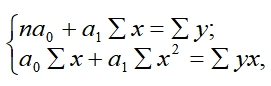 na₀ + a₁ Σ x = Σ y;
a₀ Σ x + a₁ Σ x² = Σ yx,